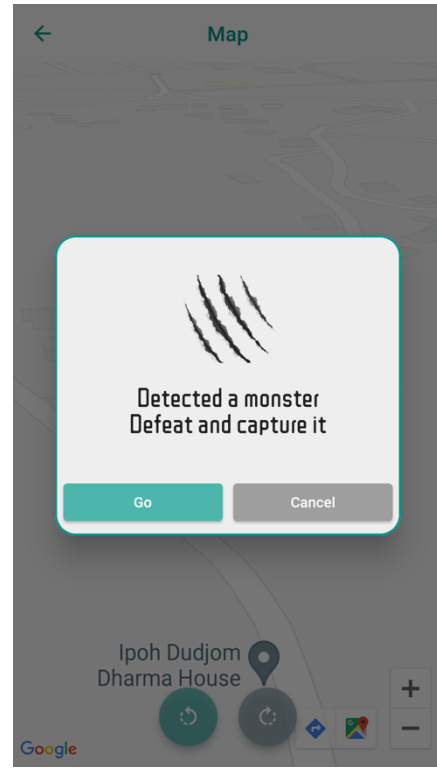 Map
Detected a monster
Defeat and capture it
Go
Cancel
Ipoh Dudjom
Dharma House
Google